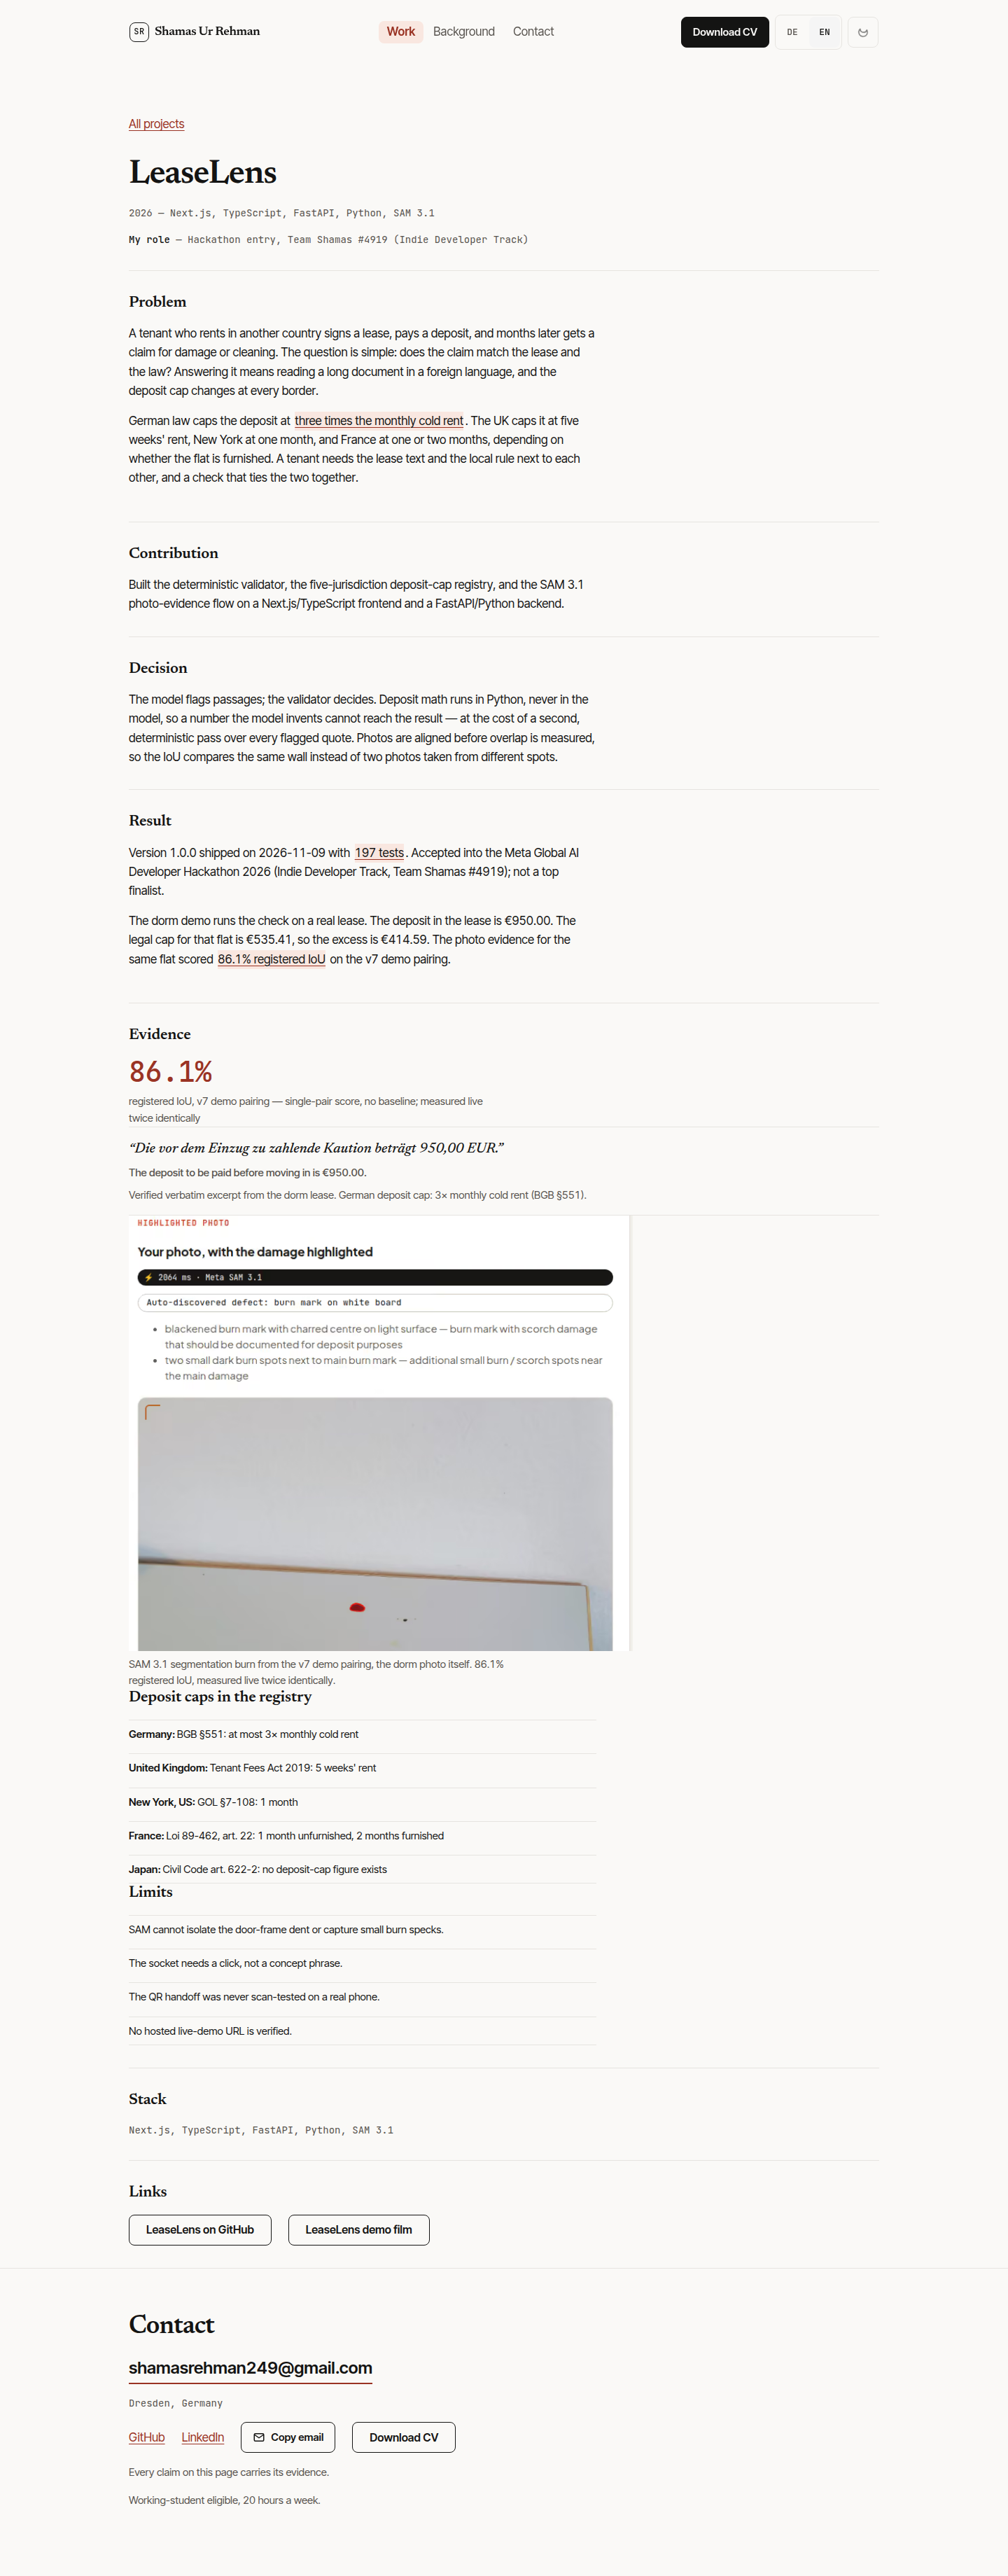 SR Shamas Ur Rehman Work Background Contact Download CV DE EN
All projects
LeaseLens
2026 — Next.js, TypeScript, FastAPI, Python, SAM 3.1
My role — Hackathon entry, Team Shamas #4919 (Indie Developer Track)
Problem
A tenant who rents in another country signs a lease, pays a deposit, and months later gets a
claim for damage or cleaning. The question is simple: does the claim match the lease and
the law? Answering it means reading a long document in a foreign language, and the
deposit cap changes at every border.
German law caps the deposit at three times the monthly cold rent. The UK caps it at five
weeks' rent, New York at one month, and France at one or two months, depending on
whether the flat is furnished. A tenant needs the lease text and the local rule next to each
other, and a check that ties the two together.
Contribution
Built the deterministic validator, the five-jurisdiction deposit-cap registry, and the SAM 3.1
photo-evidence flow on a Next.js/TypeScript frontend and a FastAPI/Python backend.
Decision
The model flags passages; the validator decides. Deposit math runs in Python, never in the
model, so a number the model invents cannot reach the result — at the cost of a second,
deterministic pass over every flagged quote. Photos are aligned before overlap is measured,
so the IoU compares the same wall instead of two photos taken from different spots.
Result
Version 1.0.0 shipped on 2026-11-09 with 197 tests. Accepted into the Meta Global AI
Developer Hackathon 2026 (Indie Developer Track, Team Shamas #4919); not a top
finalist.
The dorm demo runs the check on a real lease. The deposit in the lease is €950.00. The
legal cap for that flat is €535.41, so the excess is €414.59. The photo evidence for the
same flat scored 86.1% registered IoU on the v7 demo pairing.
Evidence
86.1%
registered IoU, v7 demo pairing — single-pair score, no baseline; measured live
twice identically
“Die vor dem Einzug zu zahlende Kaution beträgt 950,00 EUR.”
The deposit to be paid before moving in is €950.00.
Verified verbatim excerpt from the dorm lease. German deposit cap: 3× monthly cold rent (BGB §551).
HIGHLIGHTED PHOTO
Your photo, with the damage highlighted
⚡ 2064 ms · Meta SAM 3.1
Auto-discovered defect: burn mark on white board
• blackened burn mark with charred centre on light surface — burn mark with scorch damage
that should be documented for deposit purposes
• two small dark burn spots next to main burn mark — additional small burn / scorch spots near
the main damage
SAM 3.1 segmentation burn from the v7 demo pairing, the dorm photo itself. 86.1%
registered IoU, measured live twice identically.
Deposit caps in the registry
Germany: BGB §551: at most 3× monthly cold rent
United Kingdom: Tenant Fees Act 2019: 5 weeks' rent
New York, US: GOL §7-108: 1 month
France: Loi 89-462, art. 22: 1 month unfurnished, 2 months furnished
Japan: Civil Code art. 622-2: no deposit-cap figure exists
Limits
SAM cannot isolate the door-frame dent or capture small burn specks.
The socket needs a click, not a concept phrase.
The QR handoff was never scan-tested on a real phone.
No hosted live-demo URL is verified.
Stack
Next.js, TypeScript, FastAPI, Python, SAM 3.1
Links
LeaseLens on GitHub LeaseLens demo film
Contact
shamasrehman249@gmail.com
Dresden, Germany
GitHub LinkedIn Copy email Download CV
Every claim on this page carries its evidence.
Working-student eligible, 20 hours a week.